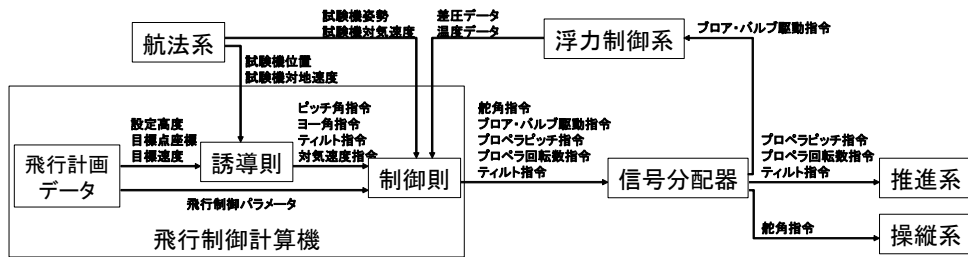 試験機姿勢
試験機対気速度
差圧データ
温度データ
航法系
浮力制御系
ブロア・バルブ駆動指令
試験機位置
試験機対地速度
設定高度
目標点座標
目標速度
ピッチ角指令
ヨー角指令
ティルト指令
対気速度指令
舵角指令
ブロア・バルブ駆動指令
プロペラピッチ指令
プロペラ回転数指令
ティルト指令
プロペラピッチ指令
プロペラ回転数指令
ティルト指令
飛行計画
データ
誘導則
制御則
信号分配器
推進系
飛行制御パラメータ
飛行制御計算機
舵角指令
操縦系